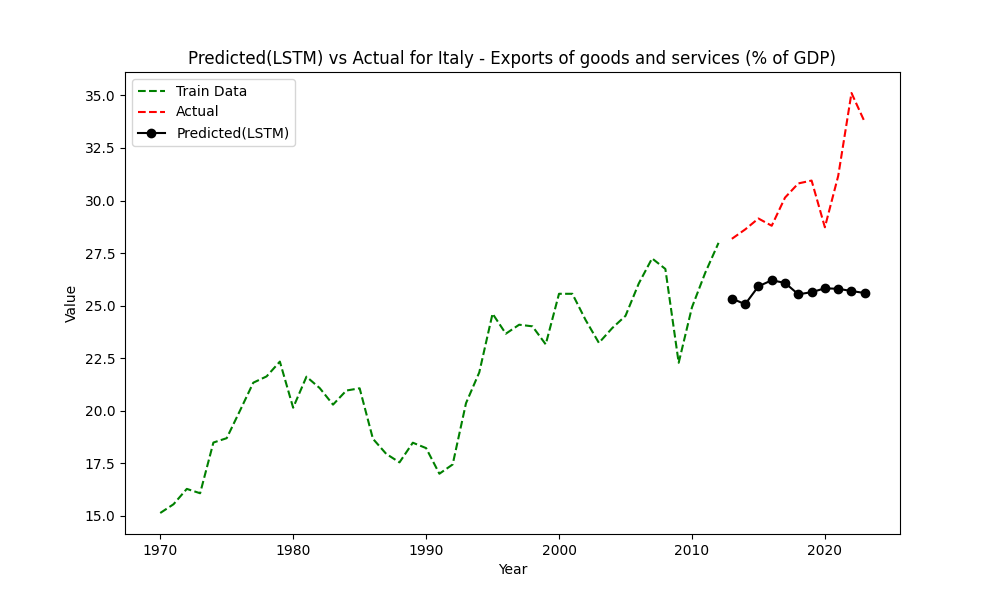 Predicted(LSTM) vs Actual for Italy - Exports of goods and services (% of GDP)
Train Data
Actual
Predicted(LSTM)
35.0
32.5
30.0
27.5
25.0
22.5
20.0
17.5
15.0
Value
1970 1980 1990 2000 2010 2020
Year